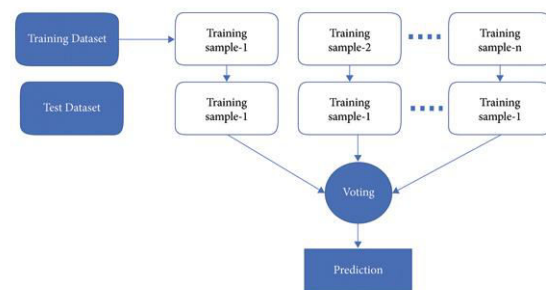 Training Dataset
Training
sample-1
Training
sample-2
Training
sample-n
Test Dataset
Training
sample-1
Training
sample-1
Training
sample-1
Voting
Prediction